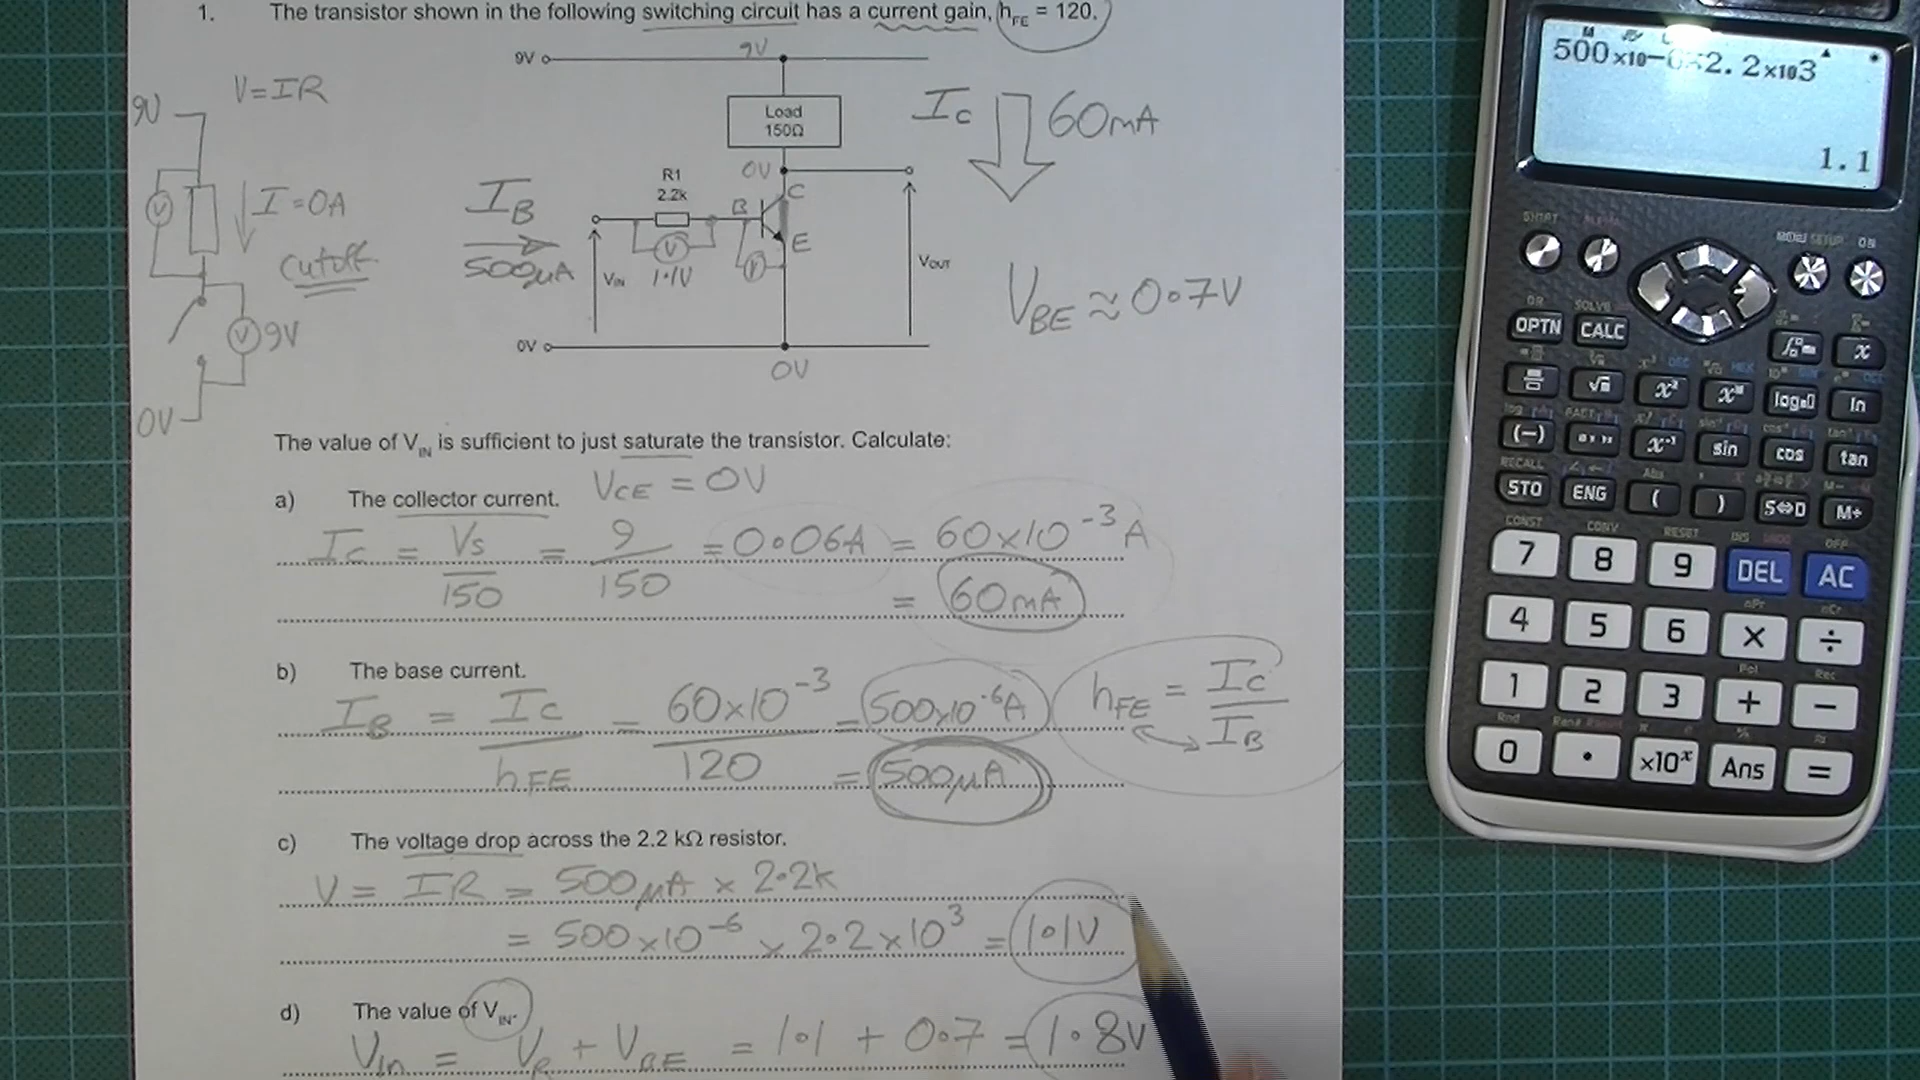 1. The transistor shown in the following switching circuit has a current gain, hFE = 120.
9V
9V
V=IR
9V
Load
150Ω
IC
60mA
0V
R1
2.2k
IB
500μA
B
C
E
V
V
1.1V
VIN
VOUT
VBE ≈ 0.7V
V
I=0A
cutoff
V
9V
0V
0V
0V
The value of VIN is sufficient to just saturate the transistor. Calculate:
VCE = 0V
a) The collector current.
IC = VS/150 = 9/150 = 0.06A = 60×10⁻³A
= 60mA
b) The base current.
IB = IC/hFE = 60×10⁻³/120 = 500×10⁻⁶A
= 500μA
hFE = IC/IB
c) The voltage drop across the 2.2 kΩ resistor.
V = IR = 500μA × 2.2k
= 500×10⁻⁶ × 2.2×10³ = 1.1V
d) The value of VIN.
VIn = VR + VBE = 1.1 + 0.7 = 1.8V
2.2×10 3
1.1
SHIFT
ON
OPTN CALC x
log ln
(−) x⁻¹ sin cos tan
STO ENG ( ) S⇔D M+
7 8 9 DEL AC
4 5 6 × ÷
1 2 3 + −
0 • ×10ˣ Ans =